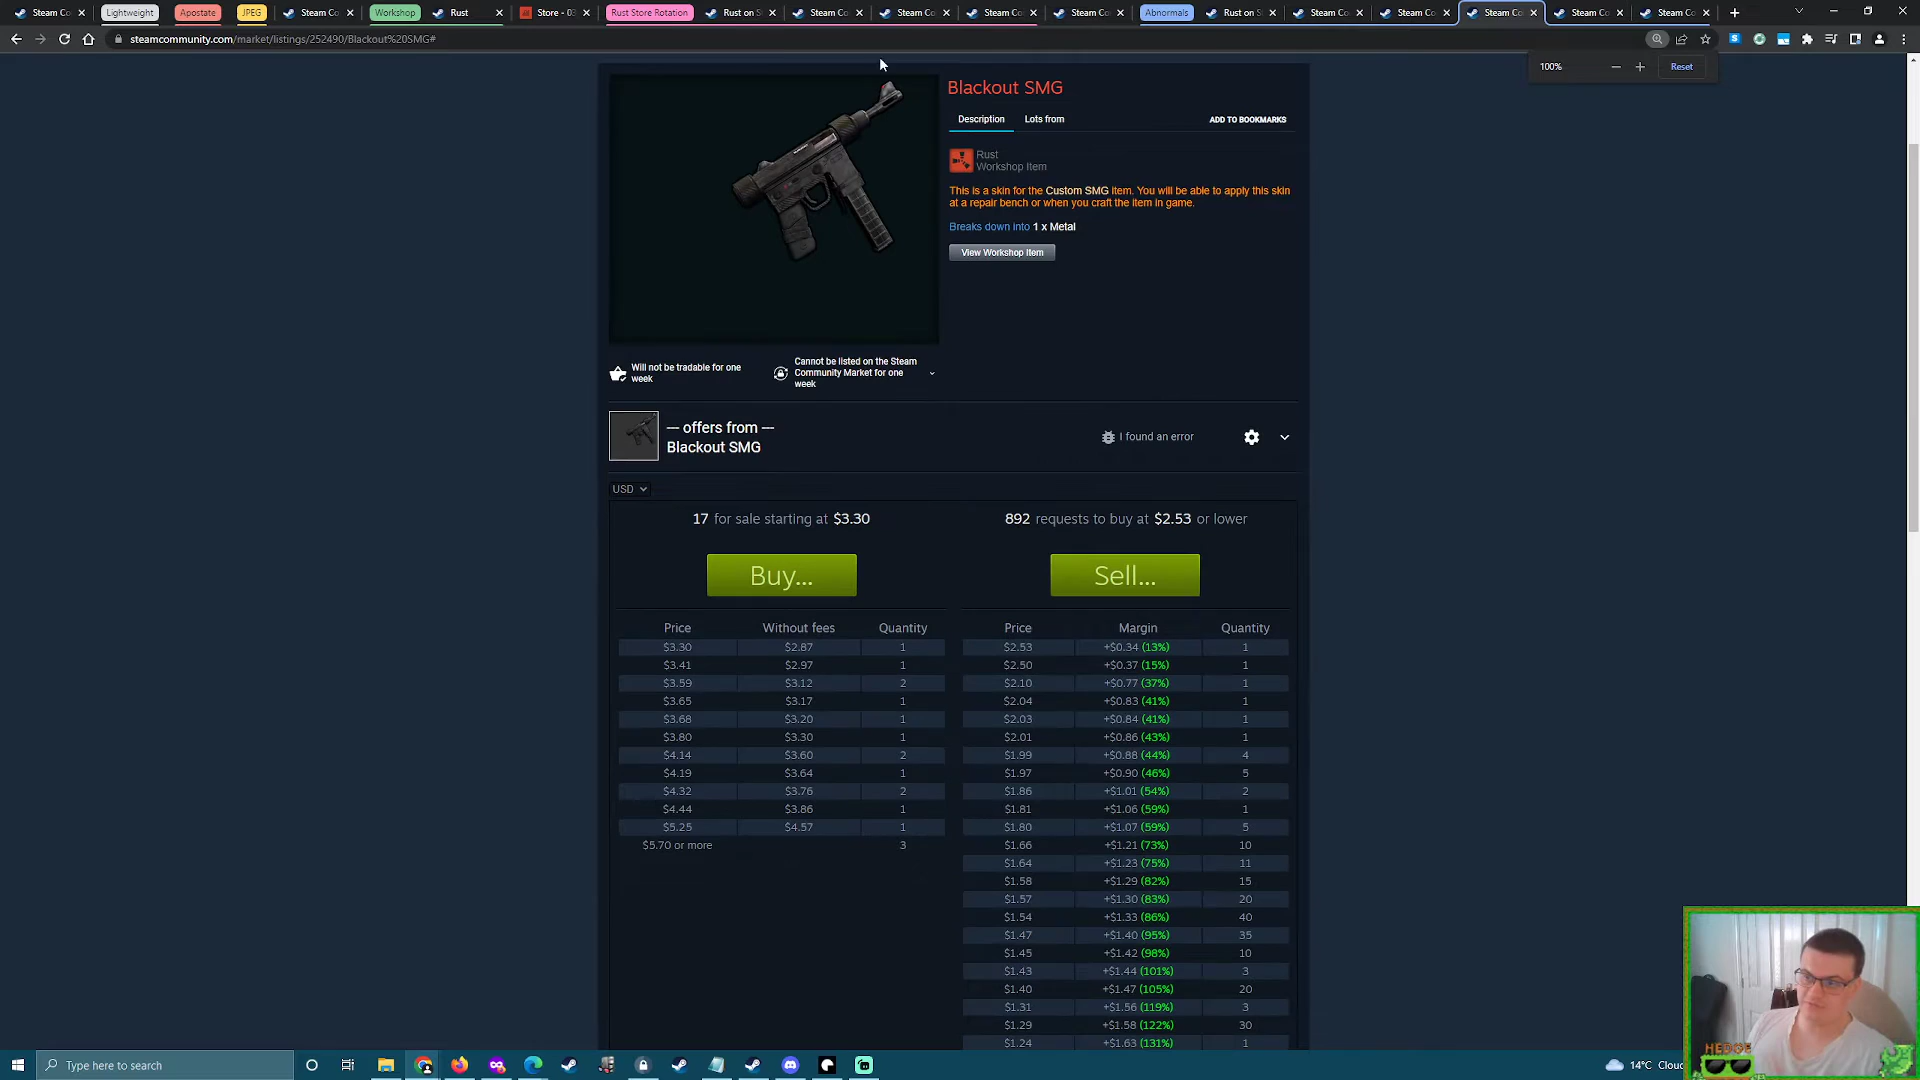 Steam Co
Lightweight
Apostate
JPEG
Steam Co
Workshop
Rust
Store - 03
Rust Store Rotation
Rust on S
Steam Co
Steam Co
Steam Co
Steam Co
Abnormals
Rust on S
Steam Co
Steam Co
Steam Co
Steam Co
Steam Co
steamcommunity.com/market/listings/252490/Blackout%20SMG#
100%
Reset
Blackout SMG
Description
Lots from
ADD TO BOOKMARKS
Rust
Workshop Item
This is a skin for the Custom SMG item. You will be able to apply this skin
at a repair bench or when you craft the item in game.
Breaks down into 1 x Metal
View Workshop Item
Will not be tradable for one
week
Cannot be listed on the Steam
Community Market for one
week
--- offers from ---
Blackout SMG
I found an error
USD
17 for sale starting at $3.30
892 requests to buy at $2.53 or lower
Buy...
Sell...
Price Without fees Quantity
$3.30 $2.87 1
$3.41 $2.97 1
$3.59 $3.12 2
$3.65 $3.17 1
$3.68 $3.20 1
$3.80 $3.30 1
$4.14 $3.60 2
$4.19 $3.64 1
$4.32 $3.76 2
$4.44 $3.86 1
$5.25 $4.57 1
$5.70 or more 3
Price Margin Quantity
$2.53 +$0.34 (13%) 1
$2.50 +$0.37 (15%) 1
$2.10 +$0.77 (37%) 1
$2.04 +$0.83 (41%) 1
$2.03 +$0.84 (41%) 1
$2.01 +$0.86 (43%) 1
$1.99 +$0.88 (44%) 4
$1.97 +$0.90 (46%) 5
$1.86 +$1.01 (54%) 2
$1.81 +$1.06 (59%) 1
$1.80 +$1.07 (59%) 5
$1.66 +$1.21 (73%) 10
$1.64 +$1.23 (75%) 11
$1.58 +$1.29 (82%) 15
$1.57 +$1.30 (83%) 20
$1.54 +$1.33 (86%) 40
$1.47 +$1.40 (95%) 35
$1.45 +$1.42 (98%) 10
$1.43 +$1.44 (101%) 3
$1.40 +$1.47 (105%) 20
$1.31 +$1.56 (119%) 3
$1.29 +$1.58 (122%) 30
$1.24 +$1.63 (131%) 1
HEDGE
Type here to search
14°C Cloud